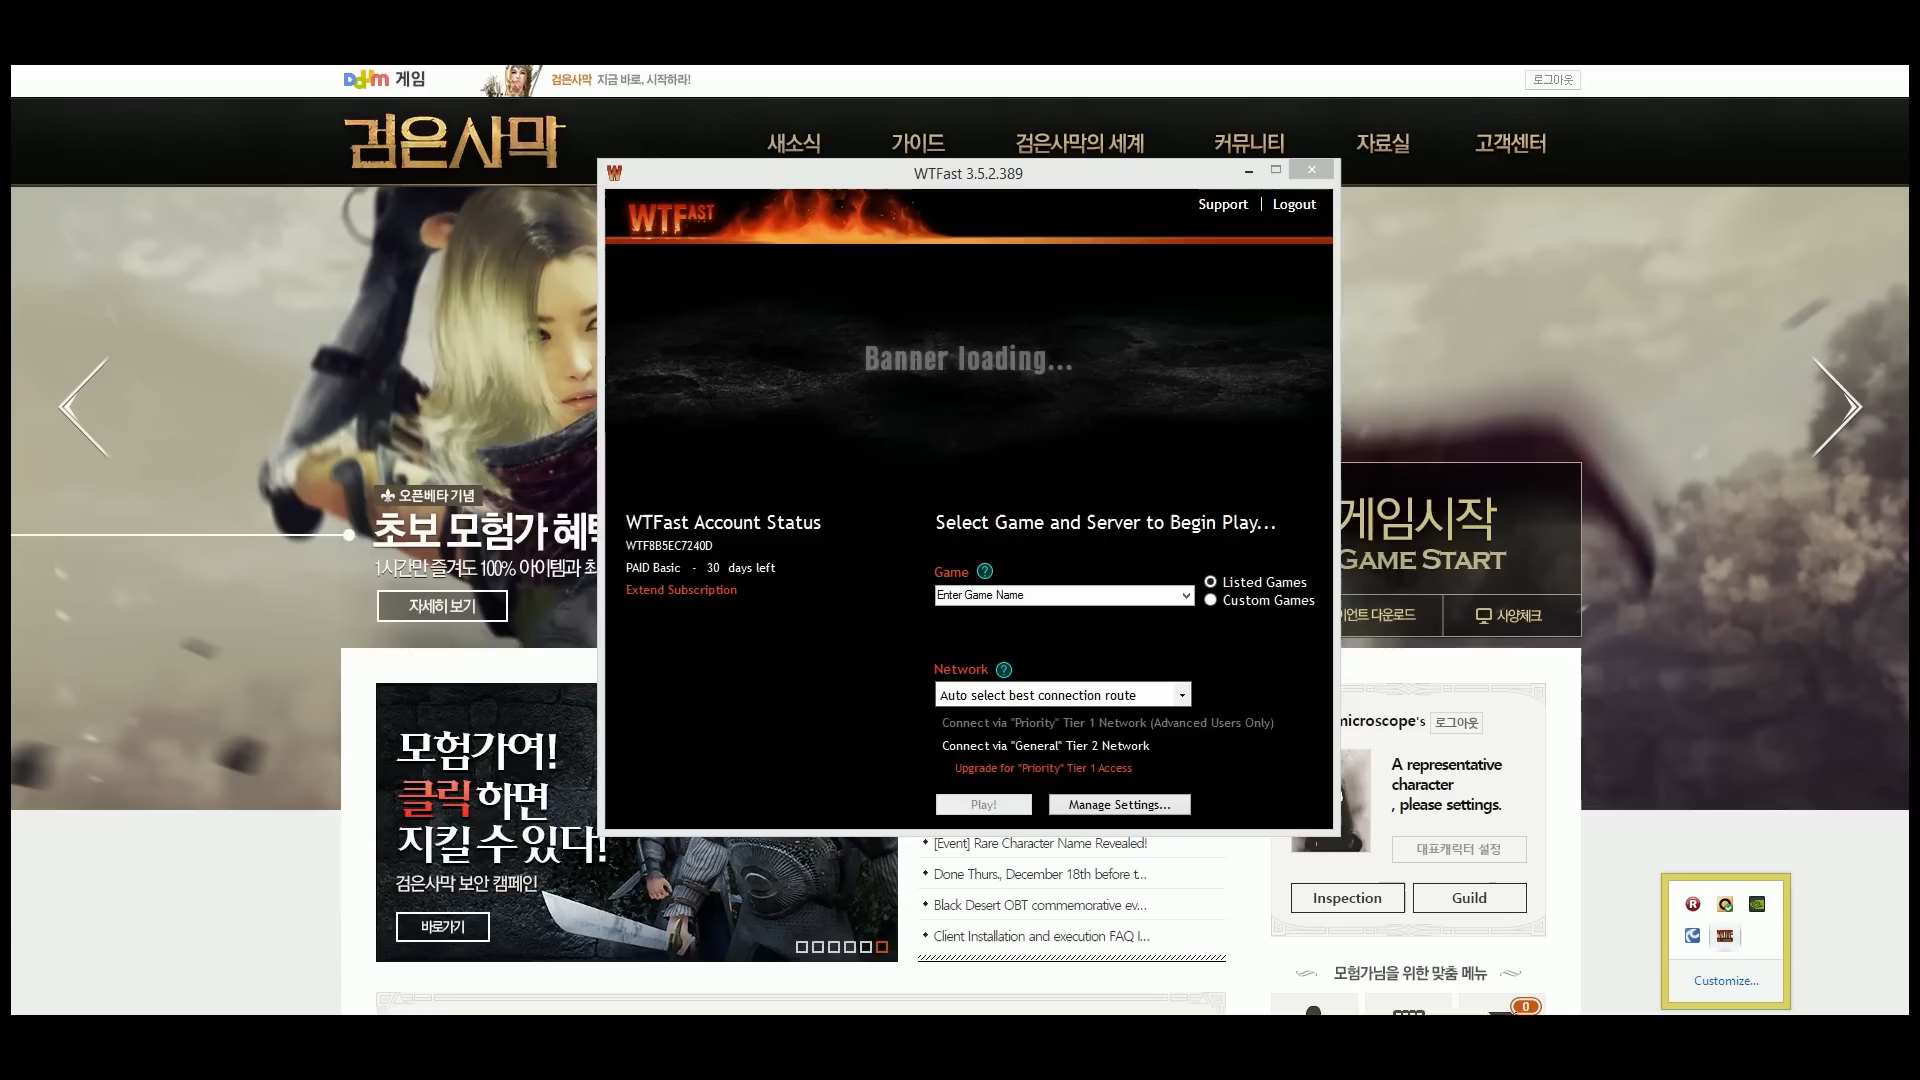 Daum 게임
검은사막 지금 바로, 시작하라!
로그아웃
검은사막
새소식
가이드
검은사막의 세계
커뮤니티
자료실
고객센터
WTFast 3.5.2.389
WTFAST
Support
Logout
Banner loading...
오픈베타 기념
초보 모험가
1시간만 즐겨도 100% 아이템과
자세히 보기
WTFast Account Status
WTF8B5EC7240D
PAID Basic - 30 days left
Extend Subscription
Select Game and Server to Begin Play...
Game ?
Enter Game Name
Listed Games
Custom Games
Network ?
Auto select best connection route
Connect via "Priority" Tier 1 Network (Advanced Users Only)
Connect via "General" Tier 2 Network
Upgrade for "Priority" Tier 1 Access
Play!
Manage Settings...
게임시작
GAME START
다운로드
사양체크
모험가여!
클릭 하면
지킬 수 있다!
검은사막 보안 캠페인
바로가기
[Event] Rare Character Name Revealed!
Done Thurs., December 18th before t...
Black Desert OBT commemorative ev...
Client Installation and execution FAQ I...
microscope's
로그아웃
A representative
character
, please settings.
대표캐릭터 설정
Inspection
Guild
모험가님을 위한 맞춤 메뉴
0
Customize...